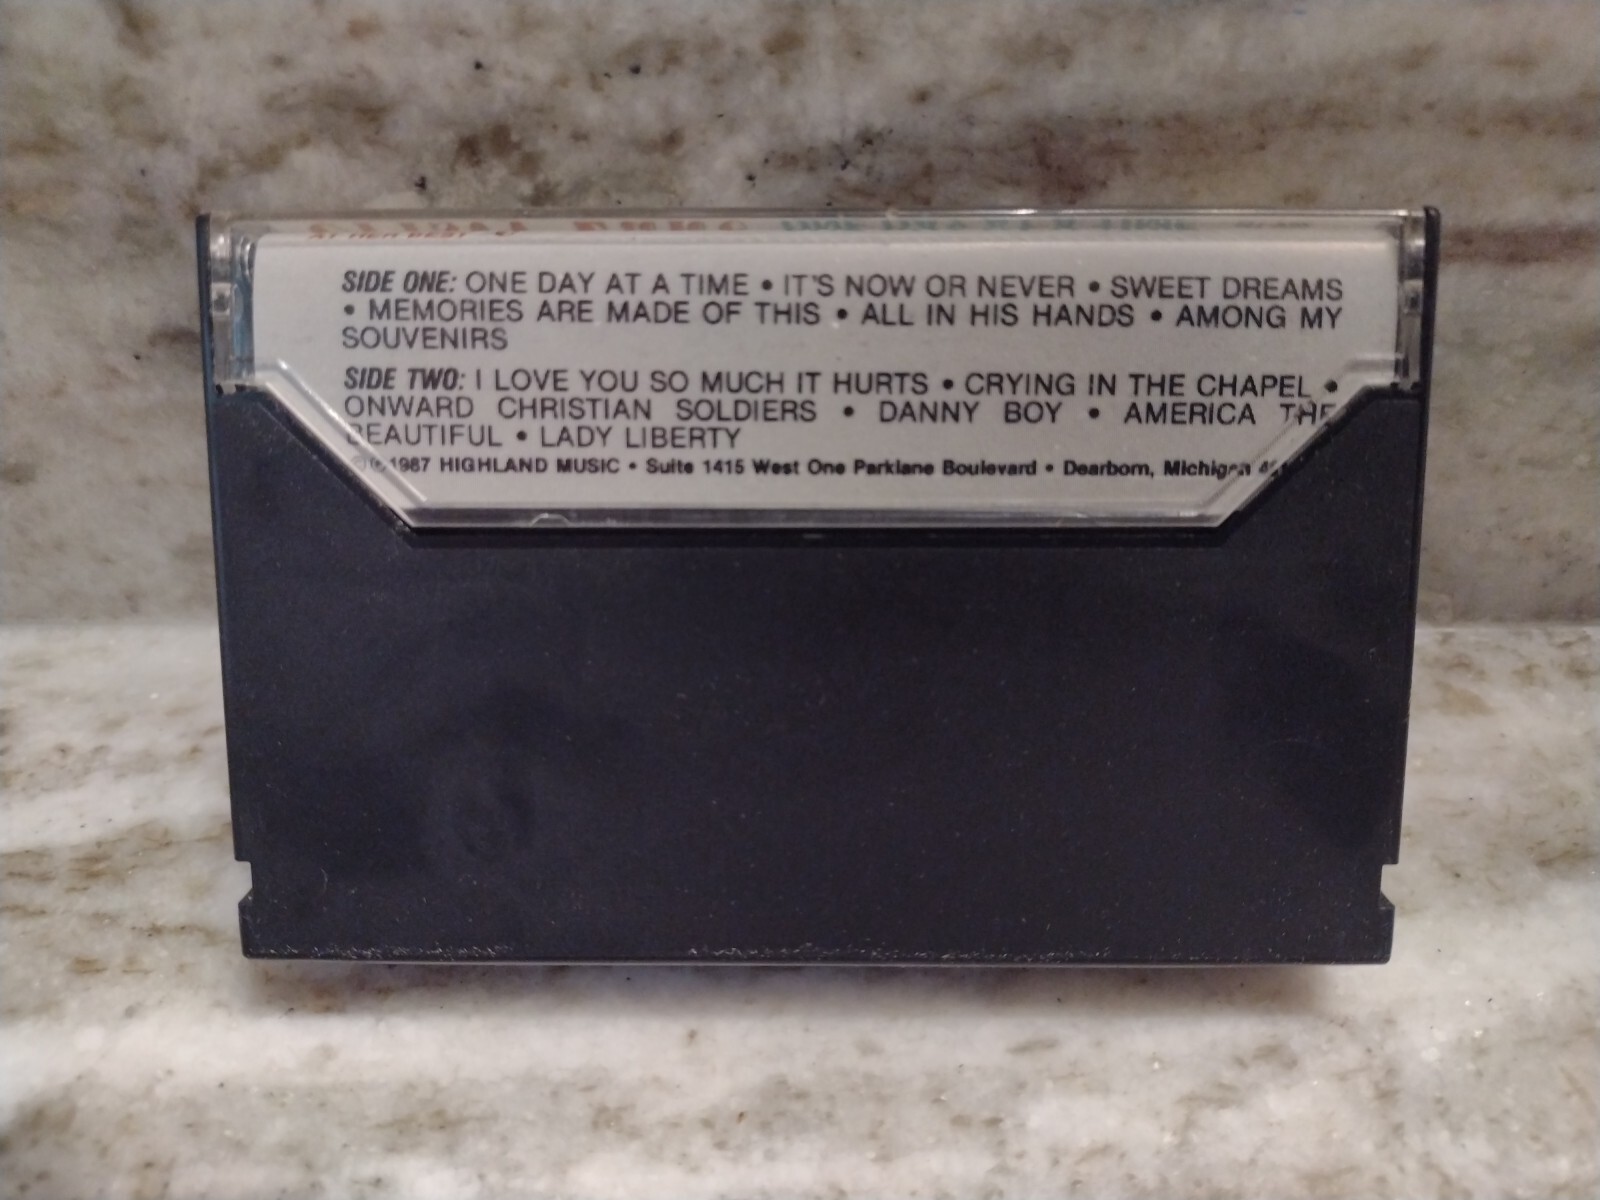 AT HER BEST
SIDE ONE: ONE DAY AT A TIME • IT'S NOW OR NEVER • SWEET DREAMS
• MEMORIES ARE MADE OF THIS • ALL IN HIS HANDS • AMONG MY
SOUVENIRS
SIDE TWO: I LOVE YOU SO MUCH IT HURTS • CRYING IN THE CHAPEL •
ONWARD CHRISTIAN SOLDIERS • DANNY BOY • AMERICA THE
BEAUTIFUL • LADY LIBERTY
©℗1987 HIGHLAND MUSIC • Suite 1415 West One Parklane Boulevard • Dearborn, Michigan